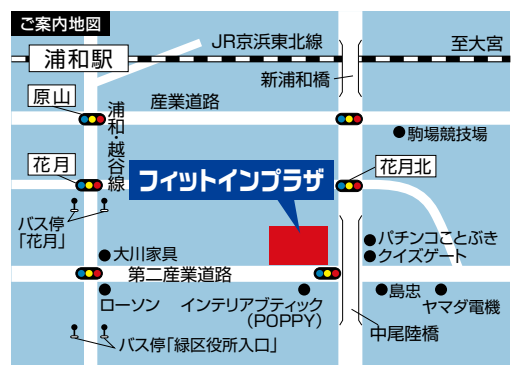 ご案内地図
JR京浜東北線
至大宮
浦和駅
新浦和橋
原山
産業道路
浦和・越谷線
駒場競技場
花月
フィットインプラザ
花月北
バス停
「花月」
大川家具
パチンコことぶき
クイズゲート
第二産業道路
ローソン
インテリアブティック
(POPPY)
島忠
ヤマダ電機
中尾陸橋
バス停「緑区役所入口」